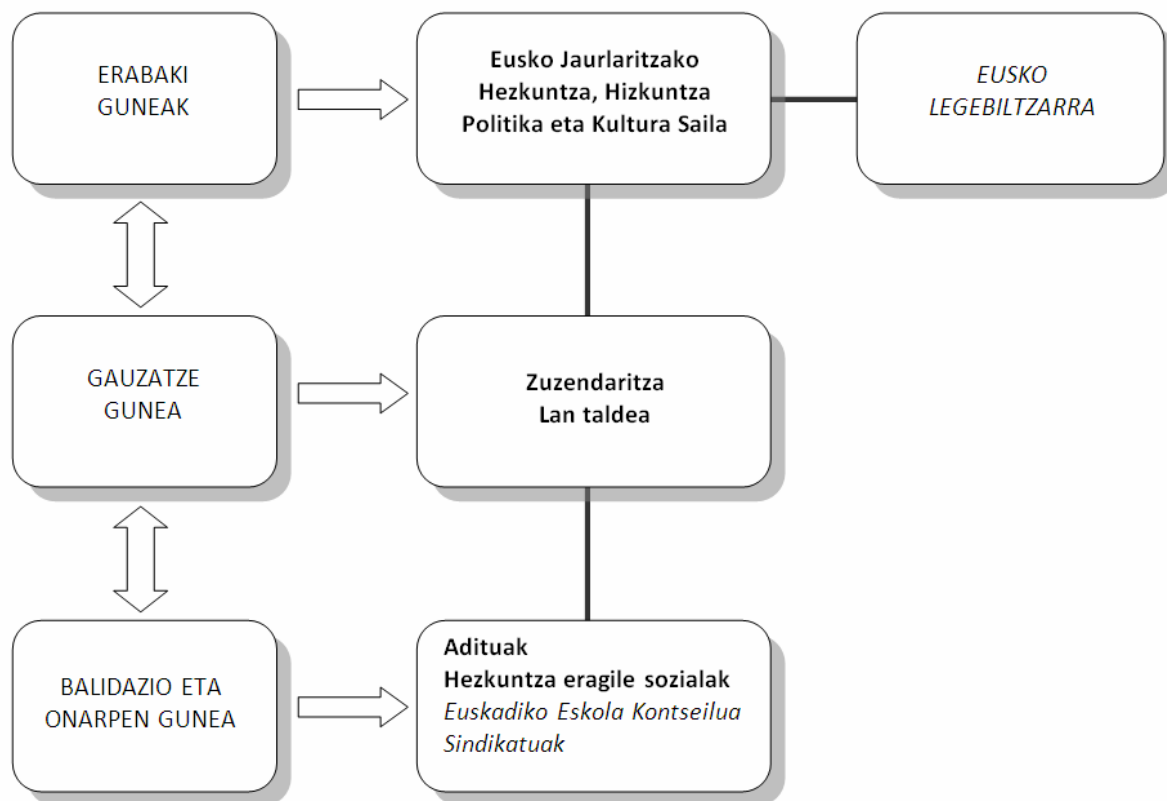 ERABAKI
GUNEAK
Eusko Jaurlaritzako
Hezkuntza, Hizkuntza
Politika eta Kultura Saila
EUSKO
LEGEBILTZARRA
GAUZATZE
GUNEA
Zuzendaritza
Lan taldea
BALIDAZIO ETA
ONARPEN GUNEA
Adituak
Hezkuntza eragile sozialak
Euskadiko Eskola Kontseilua
Sindikatuak